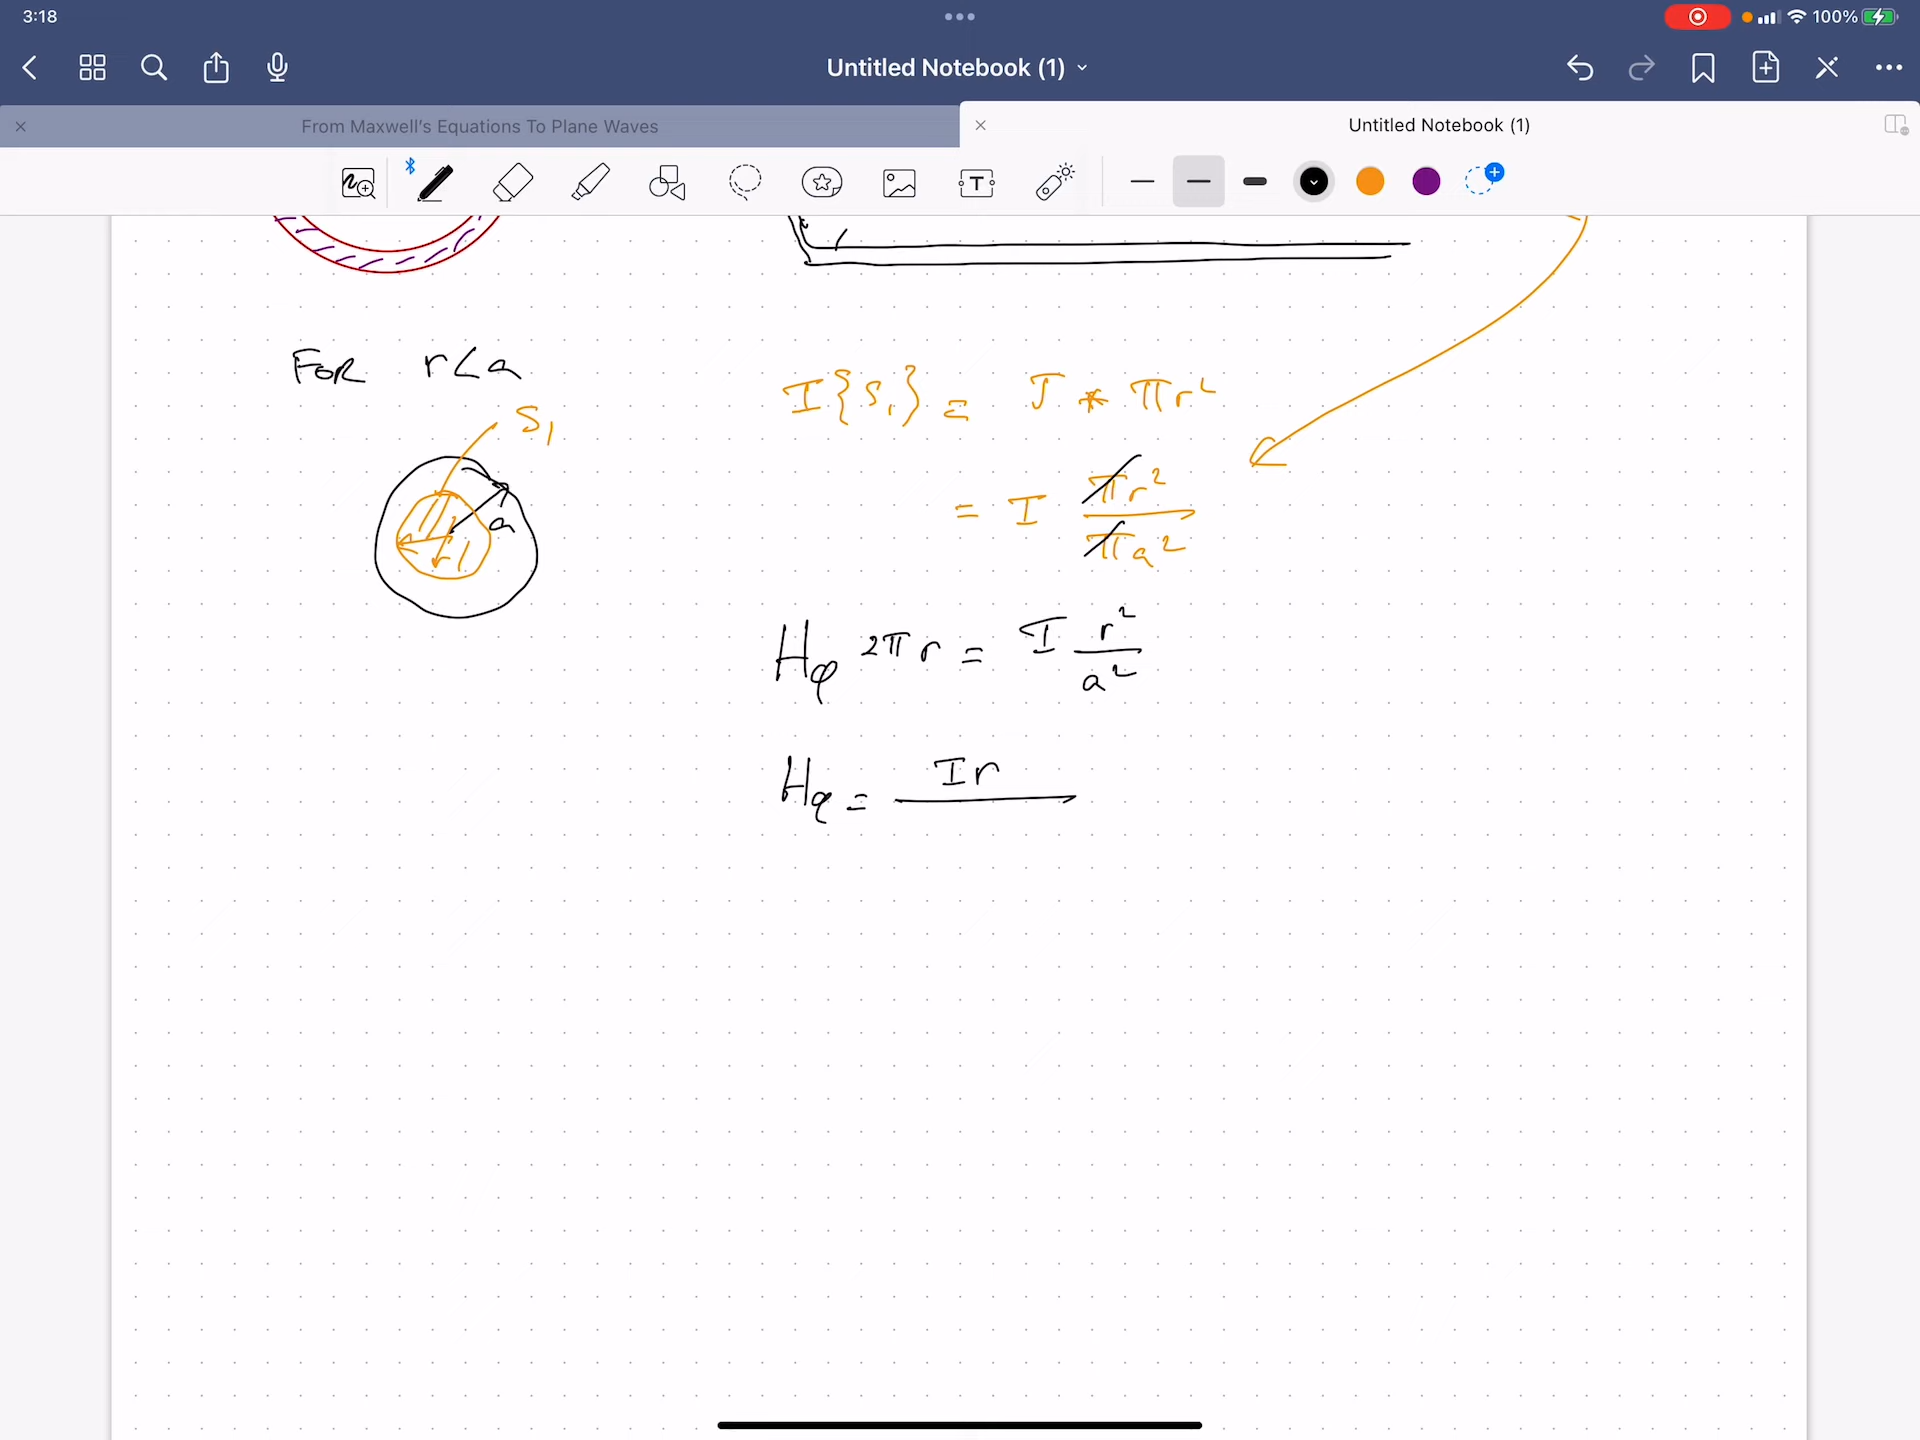 3:18
100%
Untitled Notebook (1)
From Maxwell's Equations To Plane Waves
Untitled Notebook (1)
T
FOR r<a
S₁
a
r
I{S₁} = J * πr²
= I πr² / πa²
Hφ 2πr = I r² / a²
Hφ = Ir